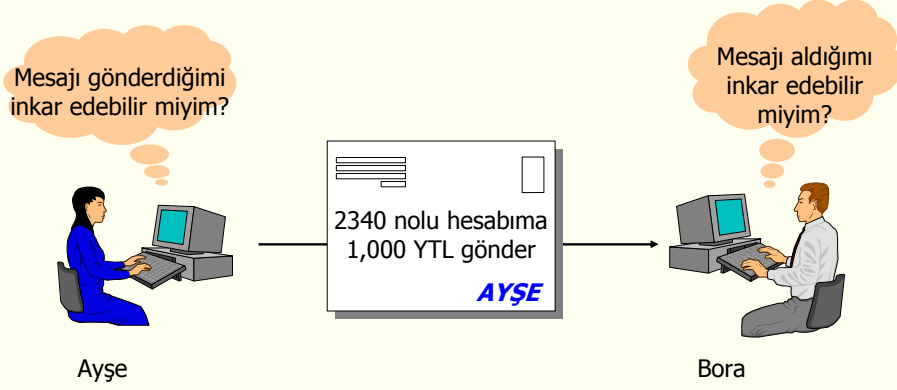 Mesajı gönderdiğimi
inkar edebilir miyim?
Mesajı aldığımı
inkar edebilir
miyim?
2340 nolu hesabıma
1,000 YTL gönder
AYŞE
Ayşe
Bora